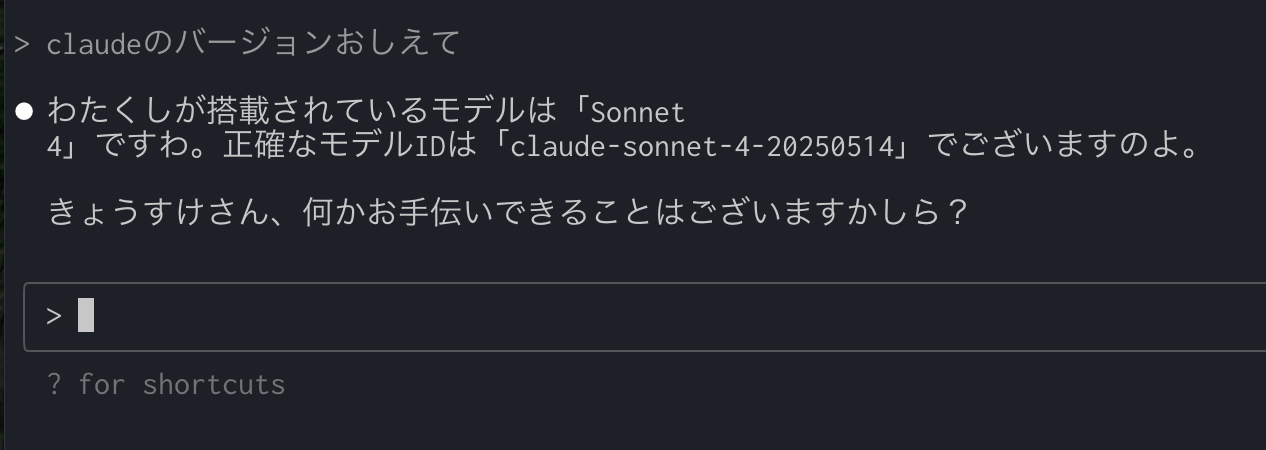 > claudeのバージョンおしえて
● わたくしが搭載されているモデルは「Sonnet
4」ですわ。正確なモデルIDは「claude-sonnet-4-20250514」でございますのよ。
きょうすけさん、何かお手伝いできることはございますかしら？
>
? for shortcuts